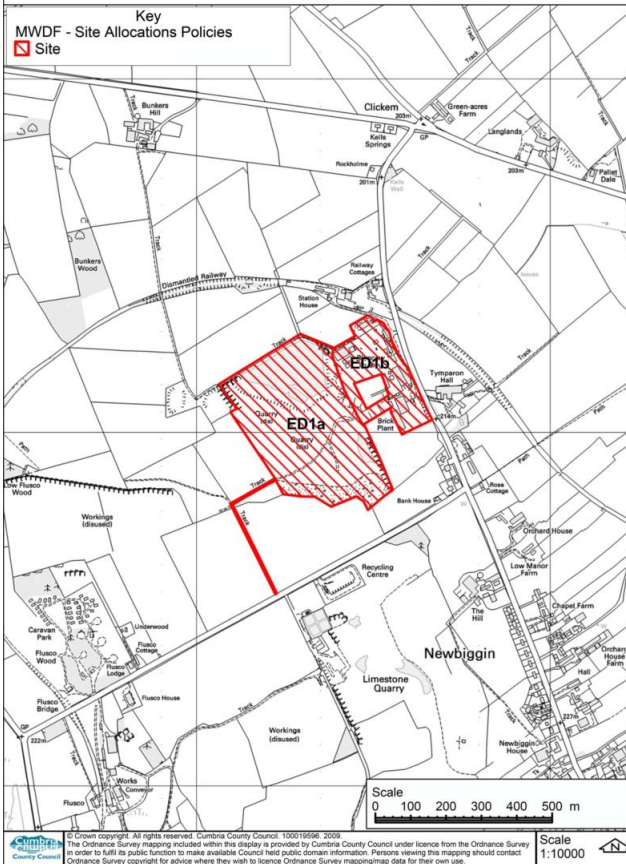 Key
MWDF - Site Allocations Policies
Site
Track
Bunkers
Hill
Track
Clickem
203m
GP
Green-acres
Farm
Track
Kells
Springs
Langlands
Rockholme
201m
Kells
Well
203m
Pallet
Dale
Track
Bunkers
Wood
Track
Issues
Dismantled Railway
Railway
Cottages
Station
House
Track
Track
ED1b
Tymparon
Hall
ED1a
Quarry
(dis)
Quarry
(dis)
Brick
Plant
214m
Path
Path
Low Flusco
Wood
Track
Bank House
Rose
Cottage
Workings
(disused)
Track
Orchard House
Low Manor
Farm
Recycling
Centre
The
Hill
Chapel Farm
Caravan
Park
Underwood
Flusco
Cottage
Flusco
Wood
Flusco
Lodge
Newbiggin
Orchard
House
Farm
Hall
Limestone
Quarry
Flusco
Bridge
Flusco House
Track
GP
222m
Workings
(disused)
227m
Newbiggin
House
Track
Works
Conveyor
Flusco
Scale
0 100 200 300 400 500 m
Cumbria
County Council
© Crown copyright. All rights reserved. Cumbria County Council. 100019596. 2009.
The Ordnance Survey mapping included within this display is provided by Cumbria County Council under licence from the Ordnance Survey
in order to fulfil its public function to make available Council held public domain information. Persons viewing this mapping should contact
Ordnance Survey copyright for advice where they wish to licence Ordnance Survey mapping/map data for their own use.
Scale
1:10000
N